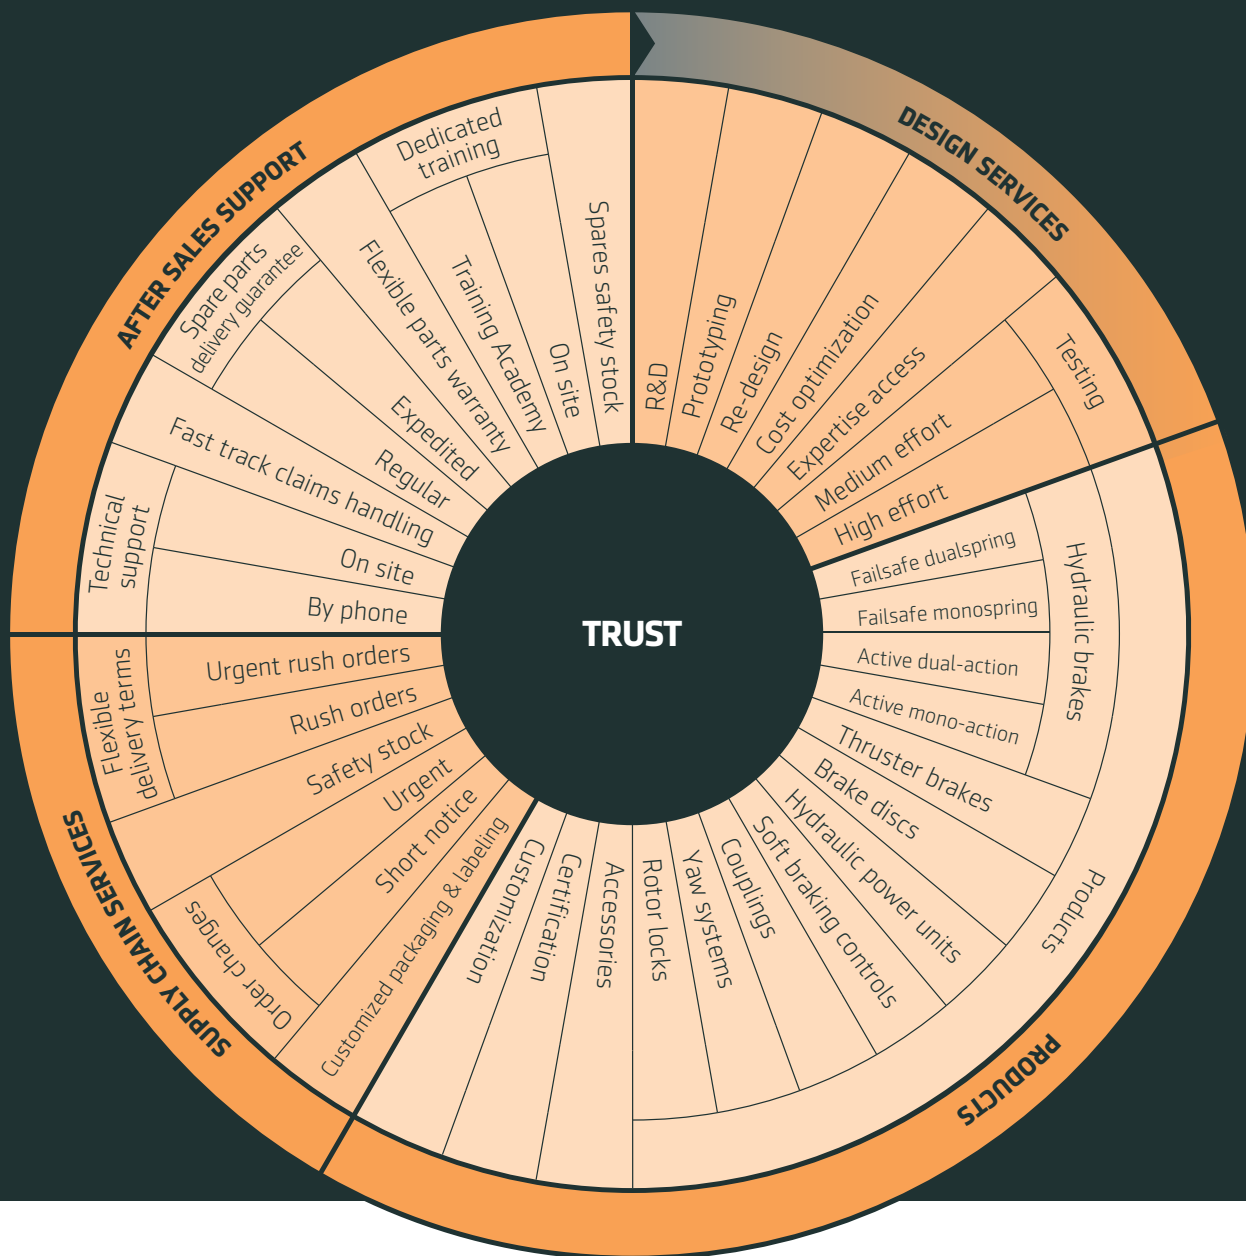 TRUST
DESIGN SERVICES
R&D
Prototyping
Re-design
Cost optimization
Expertise access
Testing
Medium effort
High effort
PRODUCTS
Products
Hydraulic brakes
Failsafe dualspring
Failsafe monospring
Active dual-action
Active mono-action
Thruster brakes
Brake discs
Hydraulic power units
Soft braking controls
Couplings
Yaw systems
Rotor locks
Accessories
Certification
Customization
SUPPLY CHAIN SERVICES
Customized packaging & labeling
Order changes
Short notice
Urgent
Safety stock
Flexible
delivery terms
Rush orders
Urgent rush orders
AFTER SALES SUPPORT
Technical
support
By phone
On site
Fast track claims handling
Spare parts
delivery guarantee
Regular
Expedited
Flexible parts warranty
Dedicated
training
Training Academy
On site
Spares safety stock